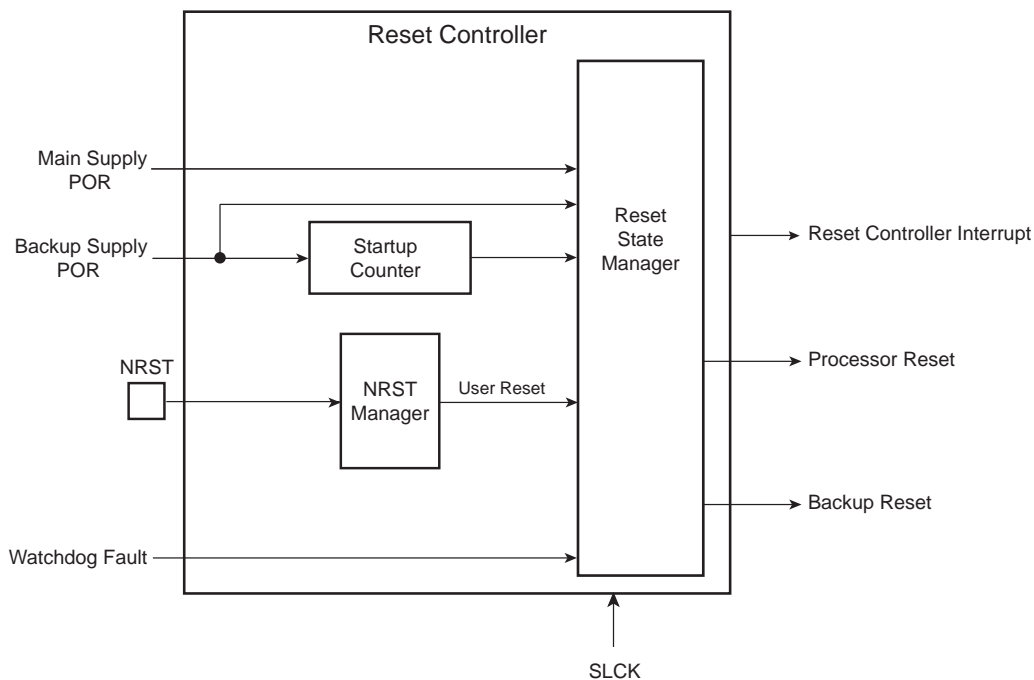 Reset Controller
Main Supply
POR
Backup Supply
POR
Startup
Counter
Reset
State
Manager
Reset Controller Interrupt
NRST
NRST
Manager
User Reset
Processor Reset
Backup Reset
Watchdog Fault
SLCK